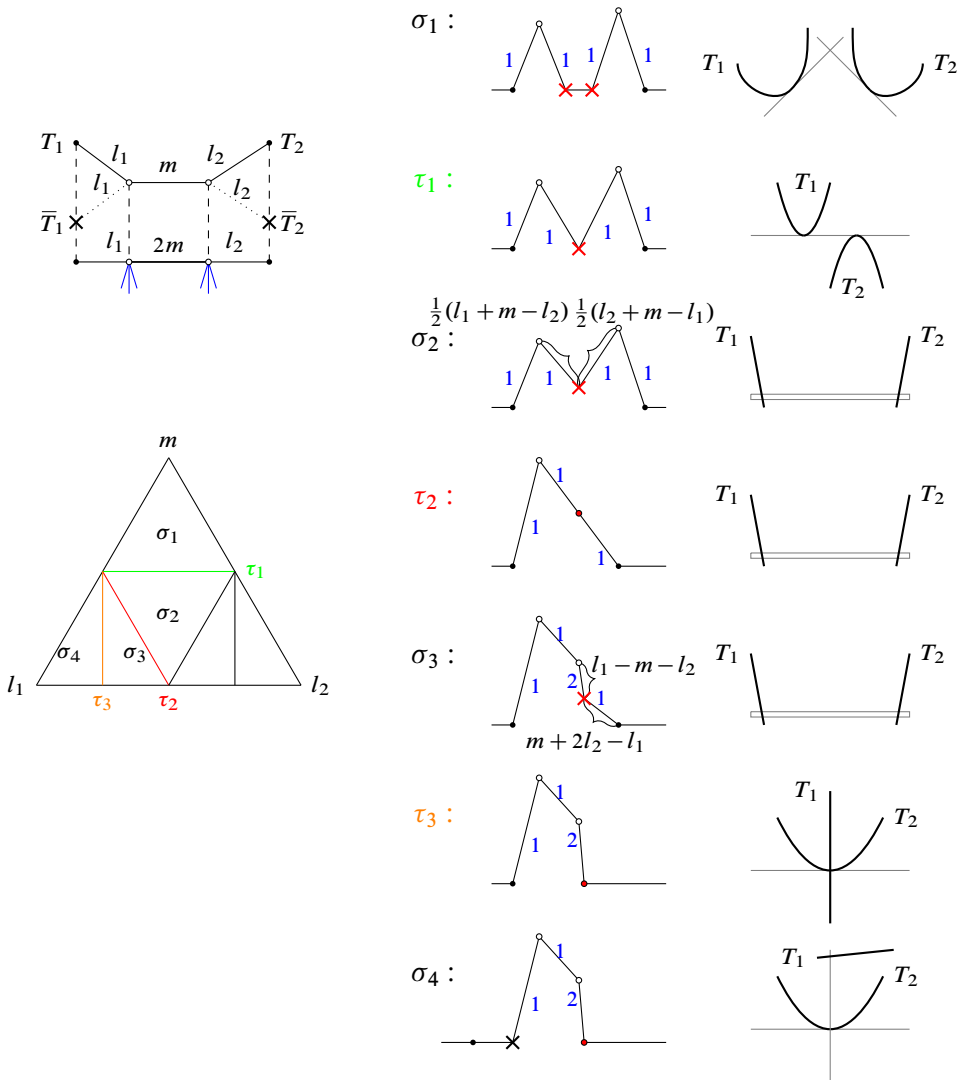 T₁ l₁ m l₂ T₂
l₁ l₂
T̅₁ T̅₂
l₁ 2m l₂
m
σ₁
τ₁
σ₂
σ₄ σ₃
l₁ τ₃ τ₂ l₂
σ₁ :
1 1 1 1
T₁ T₂
τ₁ :
1 1 1 1
T₁
T₂
½(l₁ + m − l₂) ½(l₂ + m − l₁)
σ₂ :
1 1 1 1
T₁ T₂
τ₂ :
1
1
1
T₁ T₂
σ₃ :
1
l₁ − m − l₂
1 2 1
m + 2l₂ − l₁
T₁ T₂
τ₃ :
1
1 2
T₁
T₂
σ₄ :
1
1 2
T₁
T₂